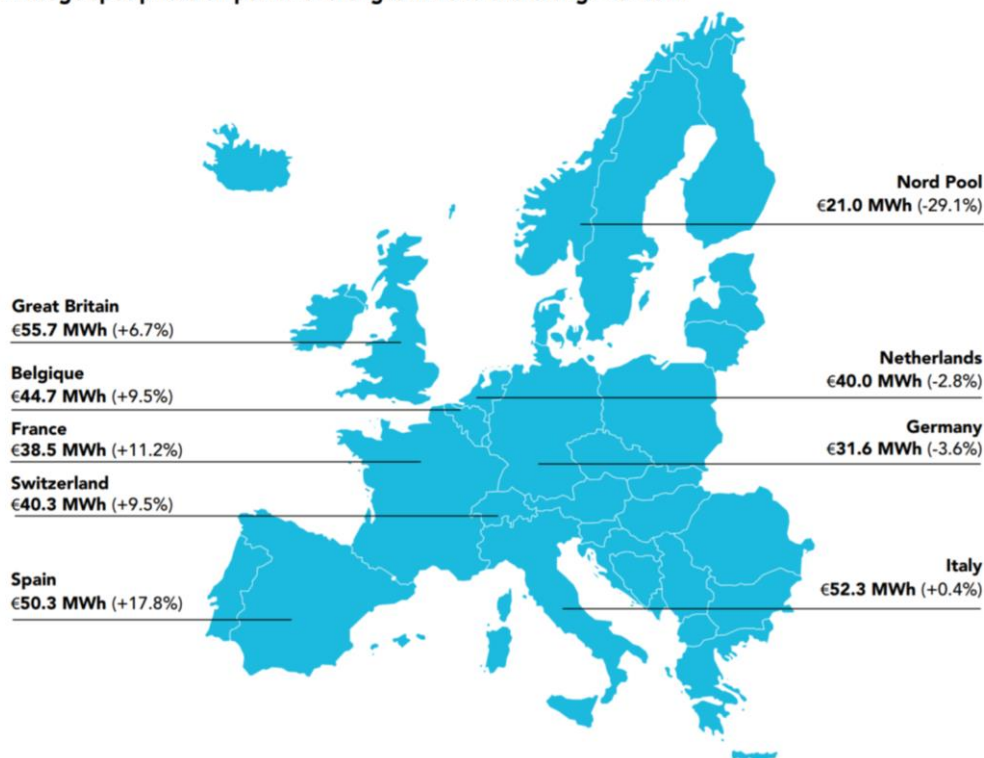 Great Britain
€55.7 MWh (+6.7%)
Belgique
€44.7 MWh (+9.5%)
France
€38.5 MWh (+11.2%)
Switzerland
€40.3 MWh (+9.5%)
Spain
€50.3 MWh (+17.8%)
Nord Pool
€21.0 MWh (-29.1%)
Netherlands
€40.0 MWh (-2.8%)
Germany
€31.6 MWh (-3.6%)
Italy
€52.3 MWh (+0.4%)